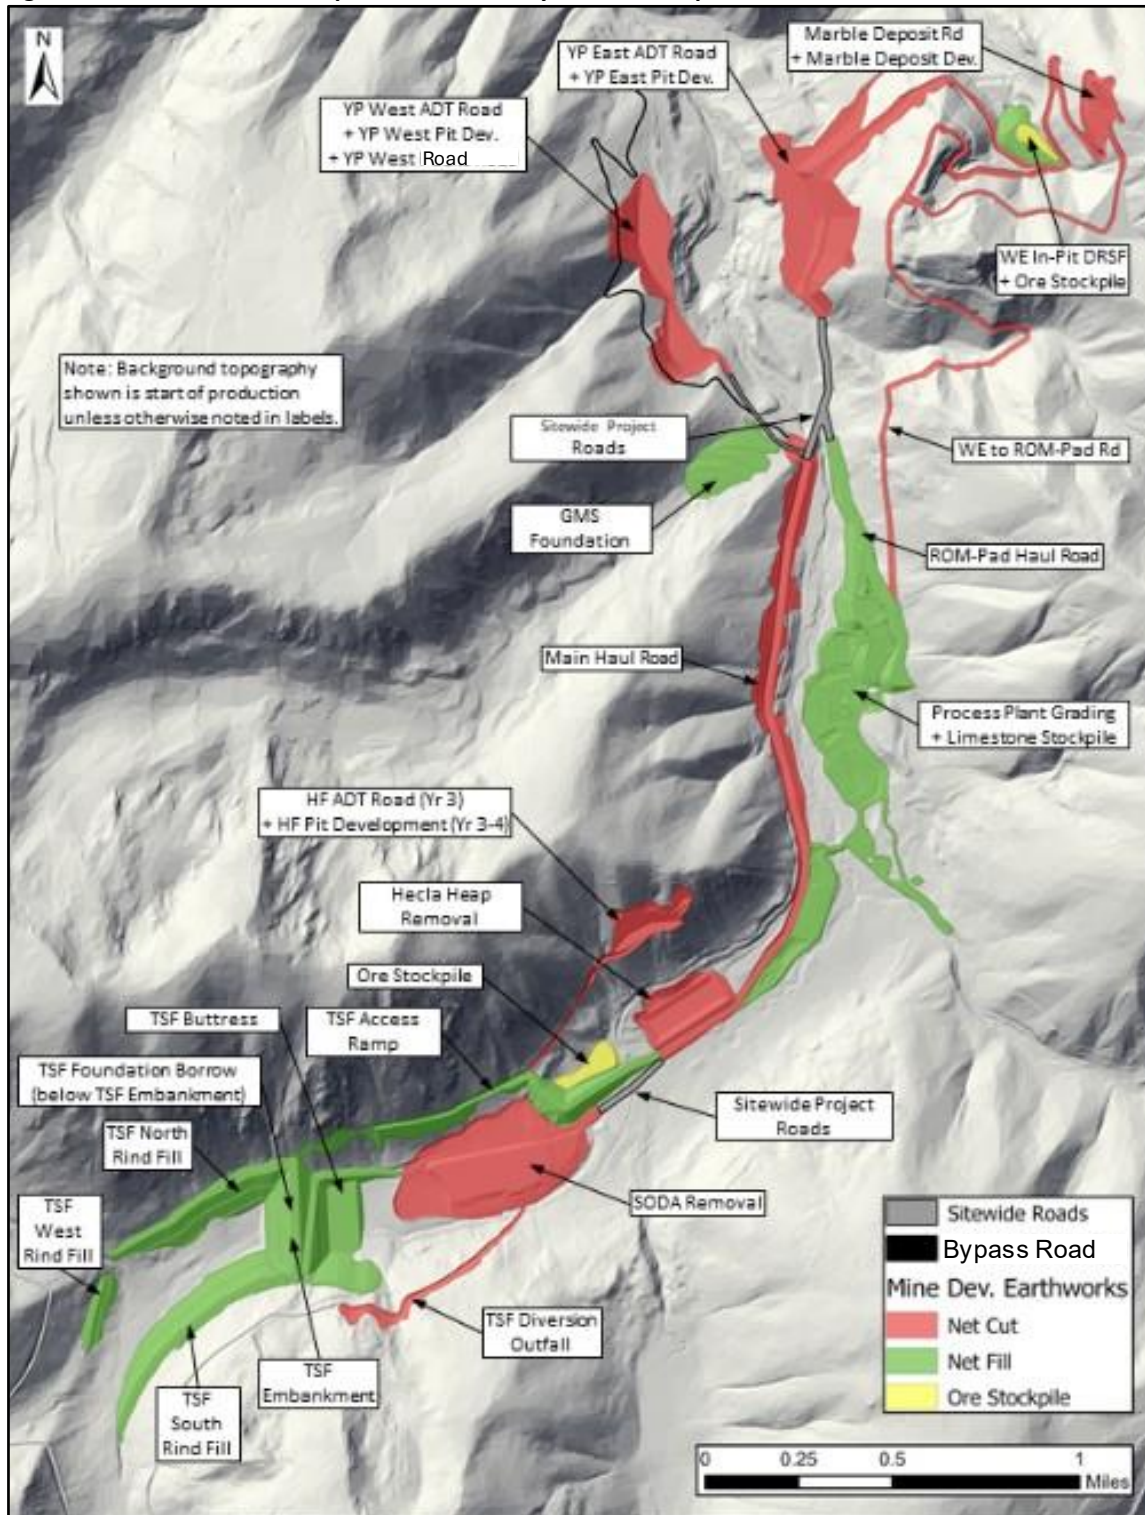 N
Marble Deposit Rd
+ Marble Deposit Dev.
YP East ADT Road
+ YP East Pit Dev.
YP West ADT Road
+ YP West Pit Dev.
+ YP West Road
WE In-Pit DRSF
+ Ore Stockpile
Note: Background topography
shown is start of production
unless otherwise noted in labels.
Sitewide Project
Roads
WE to ROM-Pad Rd
GMS
Foundation
ROM-Pad Haul Road
Main Haul Road
Process Plant Grading
+ Limestone Stockpile
HF ADT Road (Yr 3)
+ HF Pit Development (Yr 3-4)
Hecla Heap
Removal
Ore Stockpile
TSF Buttress
TSF Access
Ramp
TSF Foundation Borrow
(below TSF Embankment)
Sitewide Project
Roads
TSF North
Rind Fill
SODA Removal
TSF
West
Rind Fill
TSF Diversion
Outfall
TSF
Embankment
TSF
South
Rind Fill
Sitewide Roads
Bypass Road
Mine Dev. Earthworks
Net Cut
Net Fill
Ore Stockpile
0 0.25 0.5 1
Miles